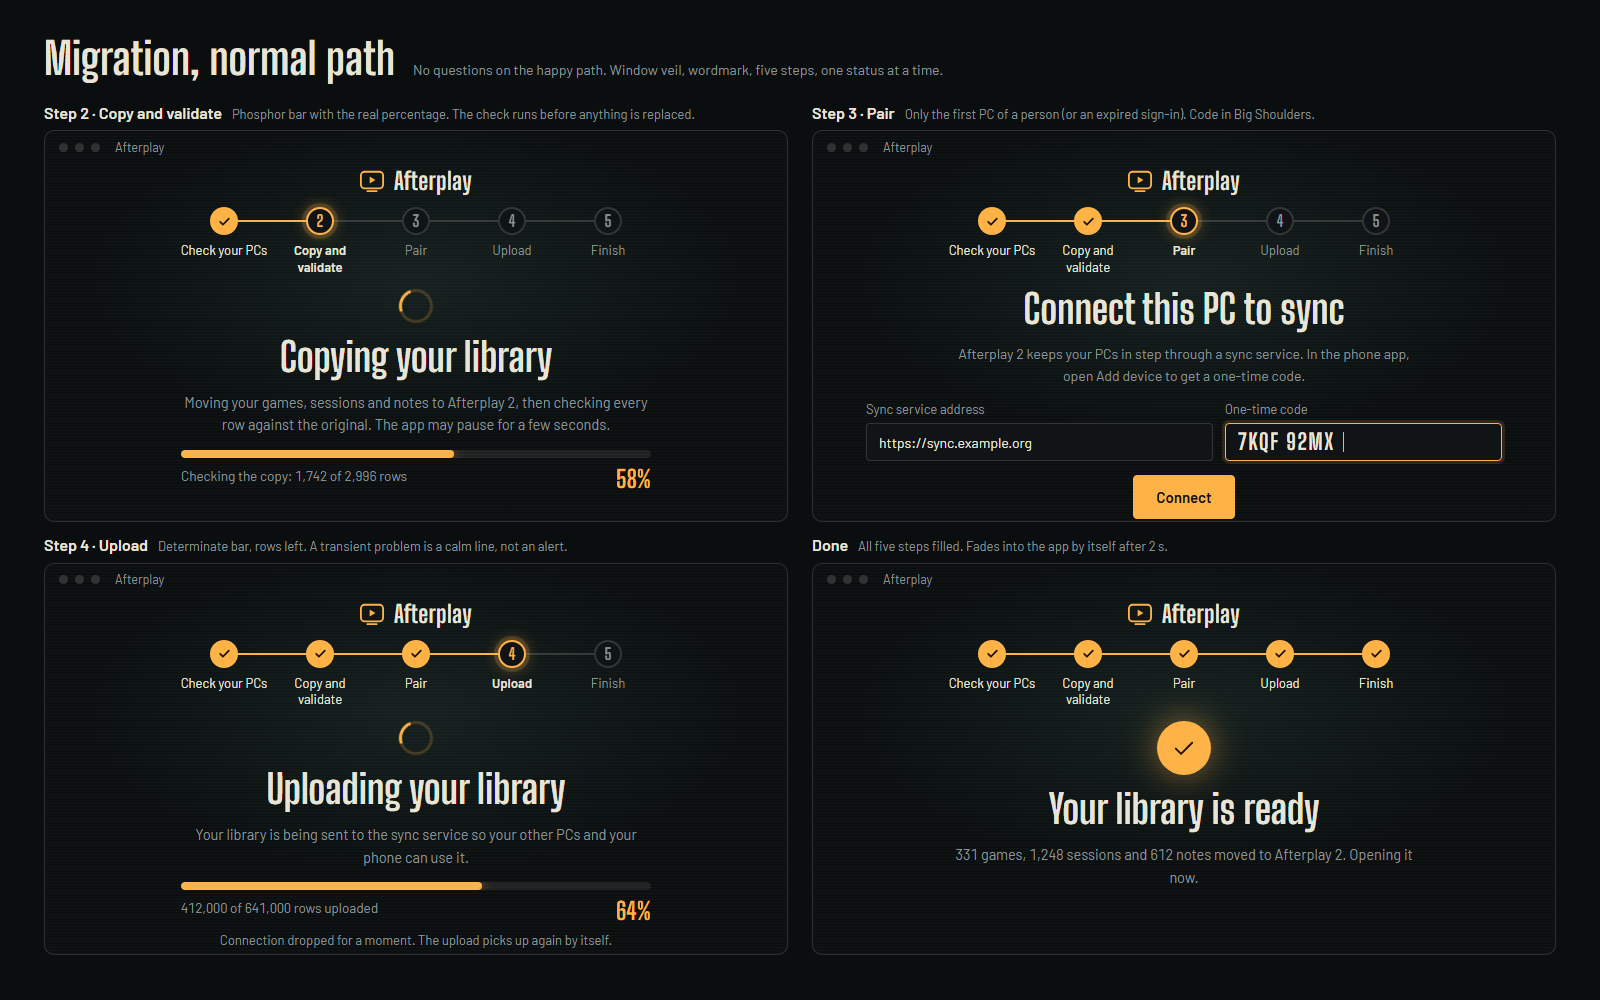 Migration, normal path
No questions on the happy path. Window veil, wordmark, five steps, one status at a time.
Step 2 · Copy and validate
Phosphor bar with the real percentage. The check runs before anything is replaced.
Afterplay
Afterplay
2
3
4
5
Check your PCs
Copy and
validate
Pair
Upload
Finish
Copying your library
Moving your games, sessions and notes to Afterplay 2, then checking every
row against the original. The app may pause for a few seconds.
Checking the copy: 1,742 of 2,996 rows
58%
Step 3 · Pair
Only the first PC of a person (or an expired sign-in). Code in Big Shoulders.
Afterplay
Afterplay
3
4
5
Check your PCs
Copy and
validate
Pair
Upload
Finish
Connect this PC to sync
Afterplay 2 keeps your PCs in step through a sync service. In the phone app,
open Add device to get a one-time code.
Sync service address
One-time code
https://sync.example.org
7KQF 92MX
Connect
Step 4 · Upload
Determinate bar, rows left. A transient problem is a calm line, not an alert.
Afterplay
Afterplay
4
5
Check your PCs
Copy and
validate
Pair
Upload
Finish
Uploading your library
Your library is being sent to the sync service so your other PCs and your
phone can use it.
412,000 of 641,000 rows uploaded
64%
Connection dropped for a moment. The upload picks up again by itself.
Done
All five steps filled. Fades into the app by itself after 2 s.
Afterplay
Afterplay
Check your PCs
Copy and
validate
Pair
Upload
Finish
Your library is ready
331 games, 1,248 sessions and 612 notes moved to Afterplay 2. Opening it
now.